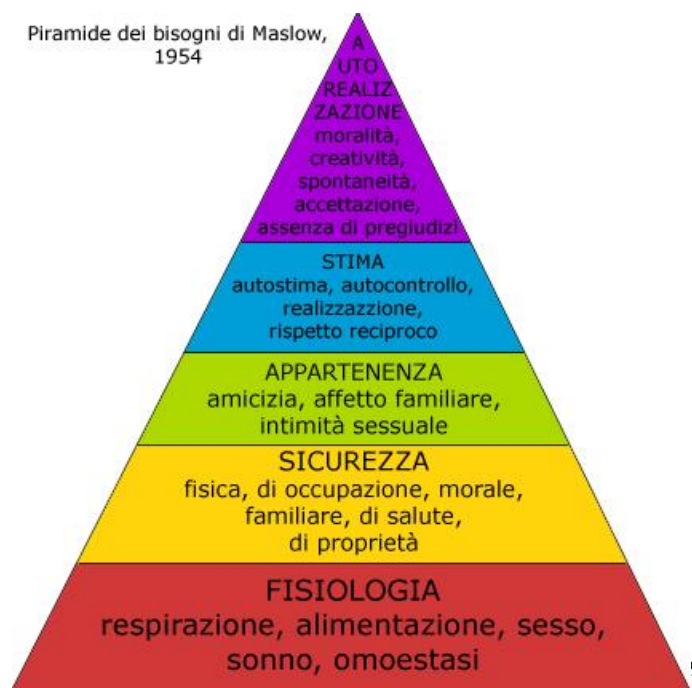 Piramide dei bisogni di Maslow,
1954
A
UTO
REALIZ
ZAZIONE
moralità,
creatività,
spontaneità,
accettazione,
assenza di pregiudizi
STIMA
autostima, autocontrollo,
realizzazzione,
rispetto reciproco
APPARTENENZA
amicizia, affetto familiare,
intimità sessuale
SICUREZZA
fisica, di occupazione, morale,
familiare, di salute,
di proprietà
FISIOLOGIA
respirazione, alimentazione, sesso,
sonno, omoestasi